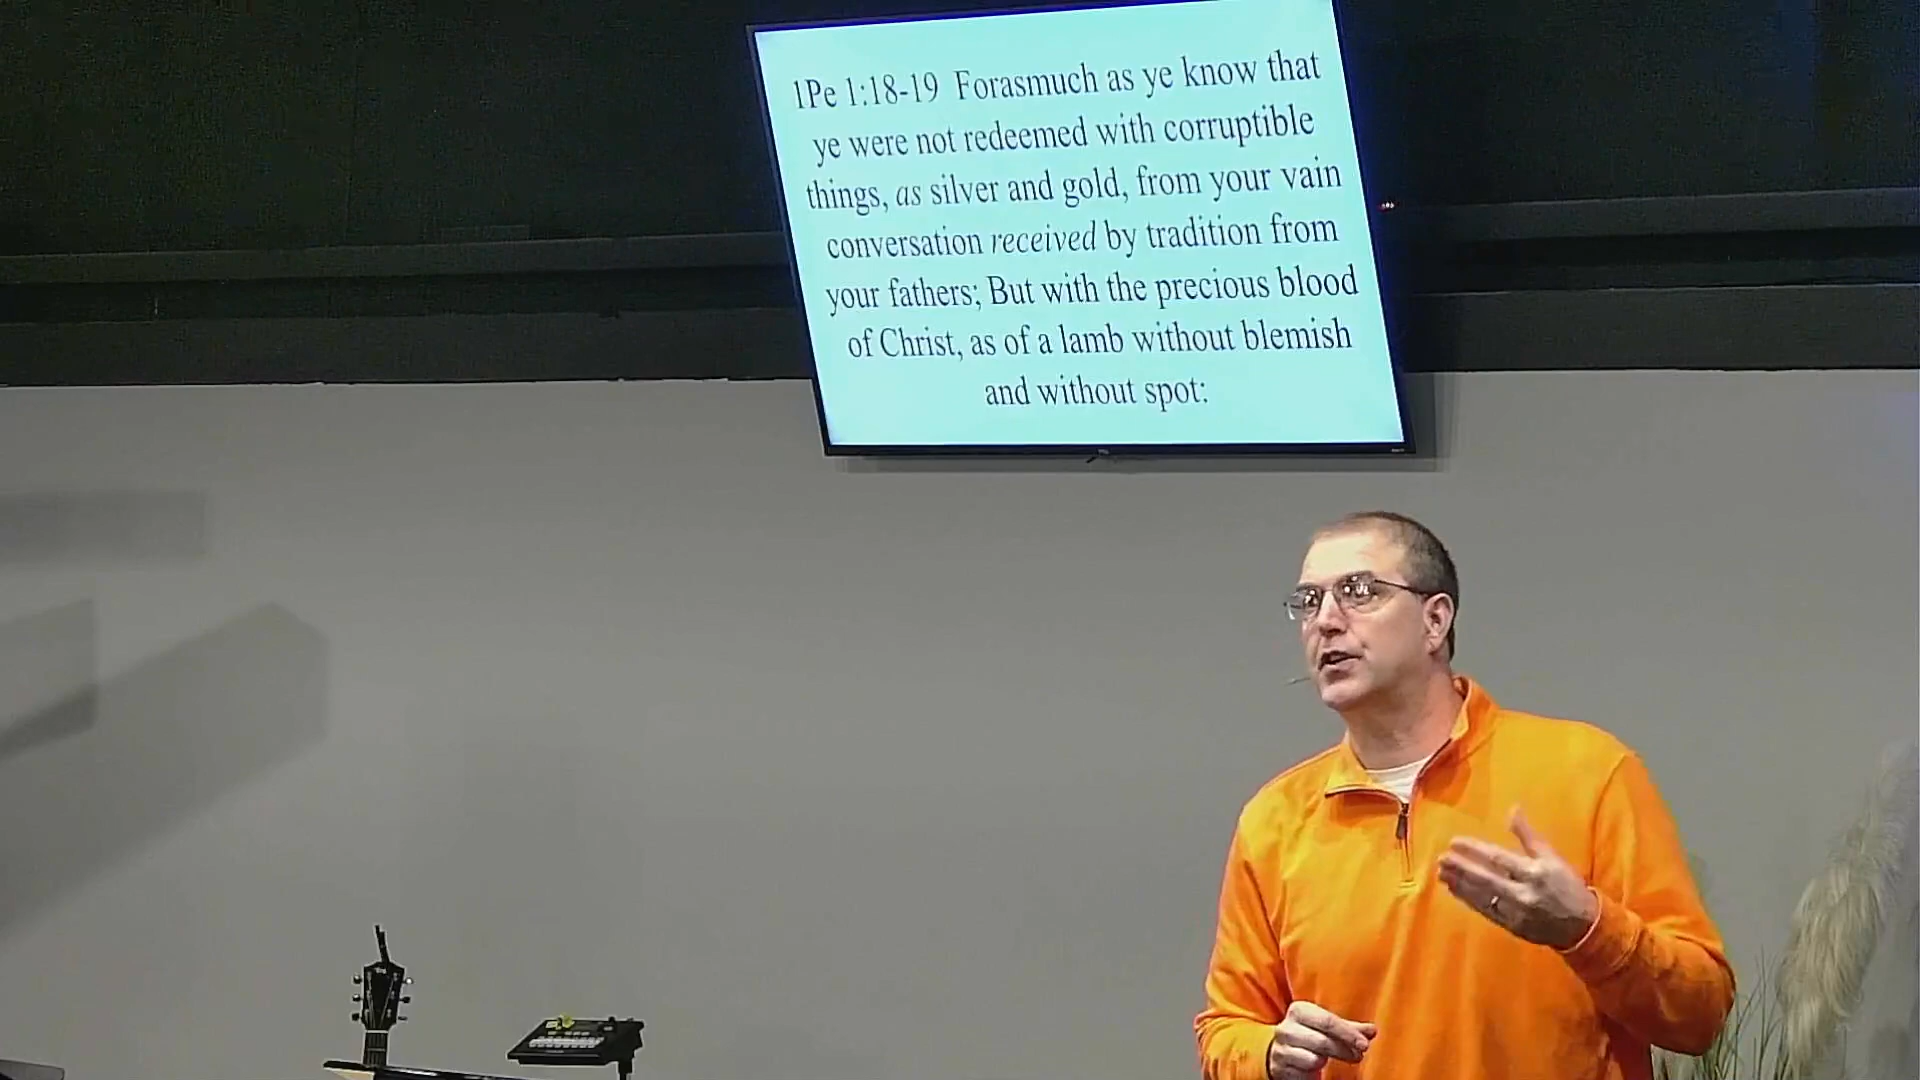 1Pe 1:18-19 Forasmuch as ye know that
ye were not redeemed with corruptible
things, as silver and gold, from your vain
conversation received by tradition from
your fathers; But with the precious blood
of Christ, as of a lamb without blemish
and without spot: